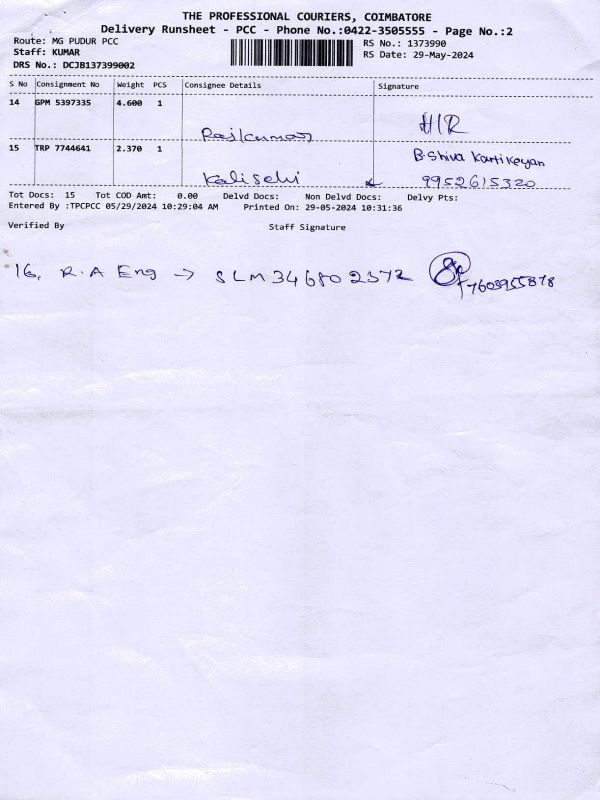 THE PROFESSIONAL COURIERS, COIMBATORE
Delivery Runsheet - PCC - Phone No.:0422-3505555 - Page No.:2
Route: MG PUDUR PCC
Staff: KUMAR
DRS No.: DCJB137399002
RS No.: 1373990
RS Date: 29-May-2024
S No Consignment No Weight PCS Consignee Details Signature
14 GPM 5397335 4.600 1
Rajkumar HIR
15 TRP 7744641 2.370 1 B. Shiva Kartikeyan
Kaliselvi 9952615320
Tot Docs: 15 Tot COD Amt: 0.00 Delvd Docs: Non Delvd Docs: Delvy Pts:
Entered By :TPCPCC 05/29/2024 10:29:04 AM Printed On: 29-05-2024 10:31:36
Verified By Staff Signature
16. R.A Eng → SLM346802372 7603955878